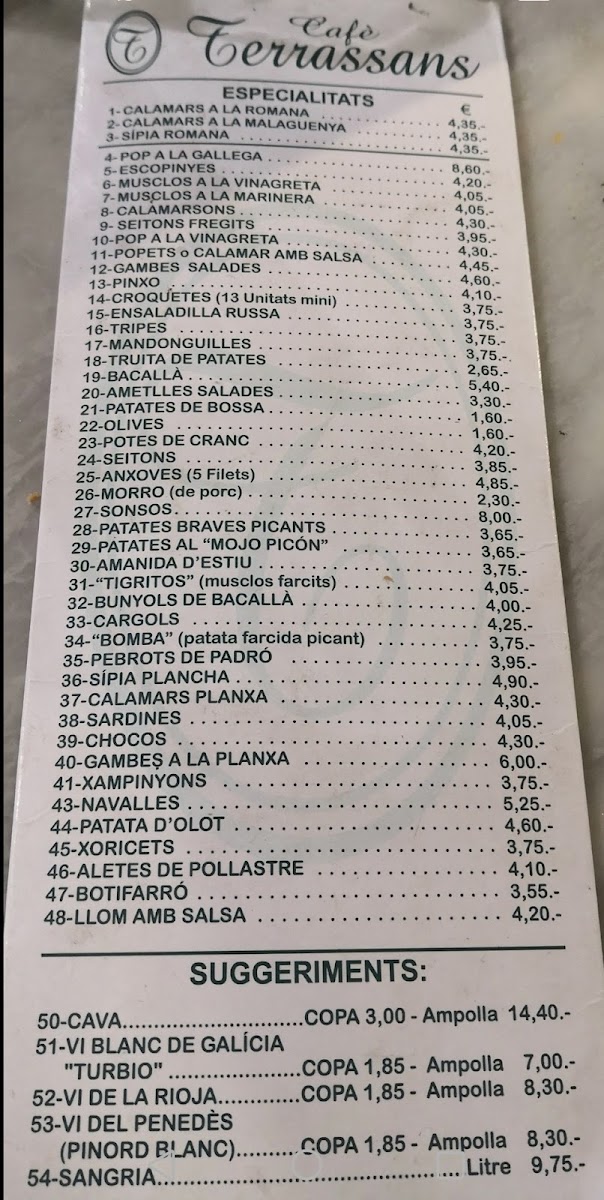 T Cafè
Terrassans
ESPECIALITATS €
1-CALAMARS A LA ROMANA ........ 4,35.-
2-CALAMARS A LA MALAGUENYA ........ 4,35.-
3-SÍPIA ROMANA ........ 4,35.-
4-POP A LA GALLEGA ........ 8,60.-
5-ESCOPINYES ........ 4,20.-
6-MUSCLOS A LA VINAGRETA ........ 4,05.-
7-MUSCLOS A LA MARINERA ........ 4,05.-
8-CALAMARSONS ........ 4,30.-
9- SEITONS FREGITS ........ 3,95.-
10-POP A LA VINAGRETA ........ 4,30.-
11-POPETS o CALAMAR AMB SALSA ........ 4,45.-
12-GAMBES SALADES ........ 4,60.-
13-PINXO ........ 4,10.-
14-CROQUETES (13 Unitats mini) ........ 3,75.-
15-ENSALADILLA RUSSA ........ 3,75.-
16-TRIPES ........ 3,75.-
17-MANDONGUILLES ........ 3,75.-
18-TRUITA DE PATATES ........ 2,65.-
19-BACALLÀ ........ 5,40.-
20-AMETLLES SALADES ........ 3,30.-
21-PATATES DE BOSSA ........ 1,60.-
22-OLIVES ........ 1,60.-
23-POTES DE CRANC ........ 4,20.-
24-SEITONS ........ 3,85.-
25-ANXOVES (5 Filets) ........ 4,85.-
26-MORRO (de porc) ........ 2,30.-
27-SONSOS ........ 8,00.-
28-PATATES BRAVES PICANTS ........ 3,65.-
29-PATATES AL “MOJO PICÓN” ........ 3,65.-
30-AMANIDA D’ESTIU ........ 3,75.-
31-“TIGRITOS” (musclos farcits) ........ 4,05.-
32-BUNYOLS DE BACALLÀ ........ 4,00.-
33-CARGOLS ........ 4,25.-
34-“BOMBA” (patata farcida picant) ........ 3,75.-
35-PEBROTS DE PADRÓ ........ 3,95.-
36-SÍPIA PLANCHA ........ 4,90.-
37-CALAMARS PLANXA ........ 4,30.-
38-SARDINES ........ 4,05.-
39-CHOCOS ........ 4,30.-
40-GAMBES A LA PLANXA ........ 6,00.-
41-XAMPINYONS ........ 3,75.-
43-NAVALLES ........ 5,25.-
44-PATATA D’OLOT ........ 4,60.-
45-XORICETS ........ 3,75.-
46-ALETES DE POLLASTRE ........ 4,10.-
47-BOTIFARRÓ ........ 3,55.-
48-LLOM AMB SALSA ........ 4,20.-
SUGGERIMENTS:
50-CAVA........COPA 3,00 - Ampolla 14,40.-
51-VI BLANC DE GALÍCIA
"TURBIO" ........COPA 1,85 - Ampolla 7,00.-
52-VI DE LA RIOJA........COPA 1,85 - Ampolla 8,30.-
53-VI DEL PENEDÈS
(PINORD BLANC)........COPA 1,85 - Ampolla 8,30.-
54-SANGRIA........ Litre 9,75.-